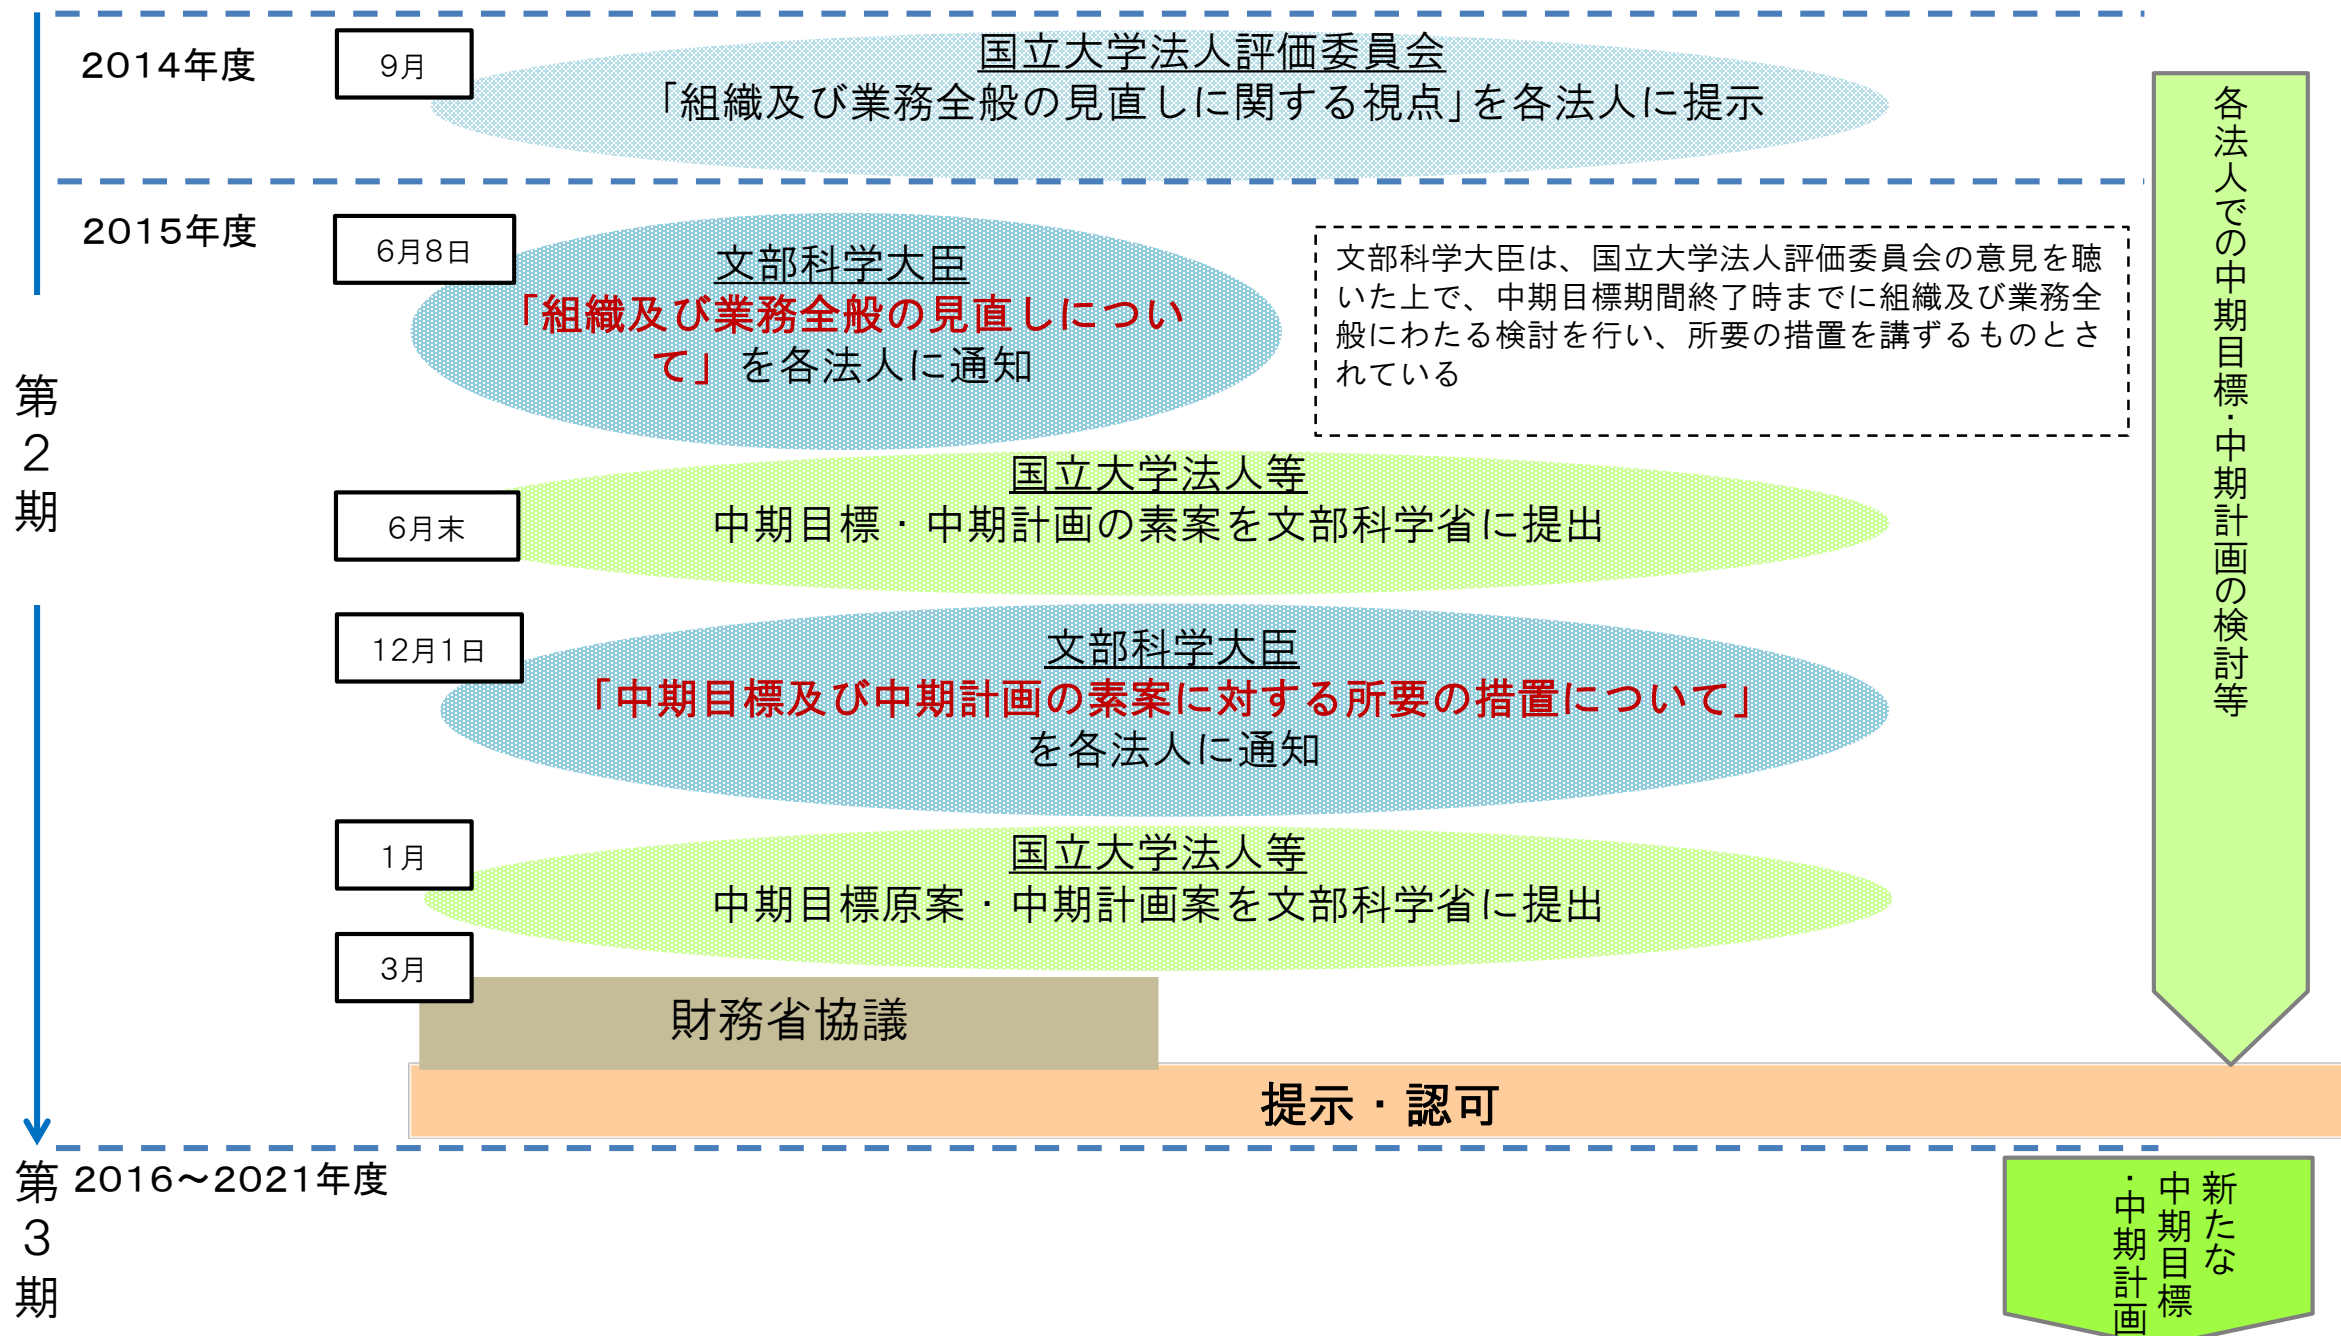 2014年度
9月
国立大学法人評価委員会
「組織及び業務全般の見直しに関する視点」を各法人に提示
2015年度
6月8日
文部科学大臣
「組織及び業務全般の見直しについ
て」 を各法人に通知
文部科学大臣は、国立大学法人評価委員会の意見を聴
いた上で、中期目標期間終了時までに組織及び業務全
般にわたる検討を行い、所要の措置を講ずるものとさ
れている
第2期
6月末
国立大学法人等
中期目標・中期計画の素案を文部科学省に提出
12月1日
文部科学大臣
「中期目標及び中期計画の素案に対する所要の措置について」
を各法人に通知
1月
国立大学法人等
中期目標原案・中期計画案を文部科学省に提出
3月
財務省協議
提示・認可
各法人での中期目標・中期計画の検討等
第3期
2016～2021年度
新たな
中期目標
・中期計画